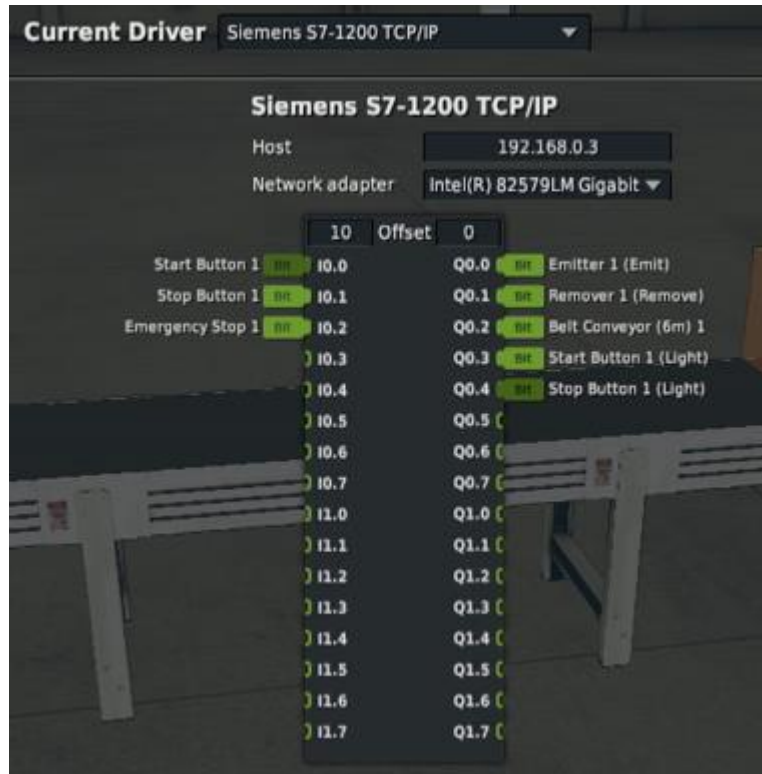 Current Driver Siemens S7-1200 TCP/IP
Siemens S7-1200 TCP/IP
Host 192.168.0.3
Network adapter Intel(R) 82579LM Gigabit
10 Offset 0
Start Button 1 Bit I0.0 Q0.0 Bit Emitter 1 (Emit)
Stop Button 1 Bit I0.1 Q0.1 Bit Remover 1 (Remove)
Emergency Stop 1 Bit I0.2 Q0.2 Bit Belt Conveyor (6m) 1
I0.3 Q0.3 Bit Start Button 1 (Light)
I0.4 Q0.4 Bit Stop Button 1 (Light)
I0.5 Q0.5
I0.6 Q0.6
I0.7 Q0.7
I1.0 Q1.0
I1.1 Q1.1
I1.2 Q1.2
I1.3 Q1.3
I1.4 Q1.4
I1.5 Q1.5
I1.6 Q1.6
I1.7 Q1.7